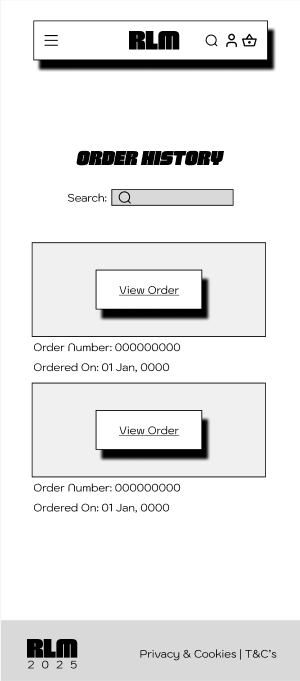 RLM
ORDER HISTORY
Search:
View Order
Order Number: 000000000
Ordered On: 01 Jan, 0000
View Order
Order Number: 000000000
Ordered On: 01 Jan, 0000
RLM
2025
Privacy & Cookies | T&C's